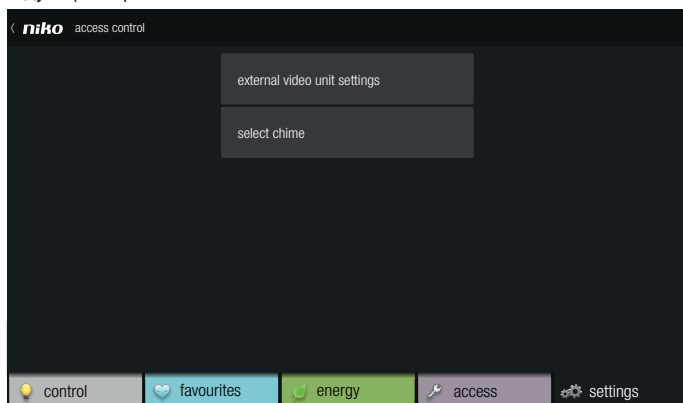 niko access control
external video unit settings
select chime
control favourites energy access settings